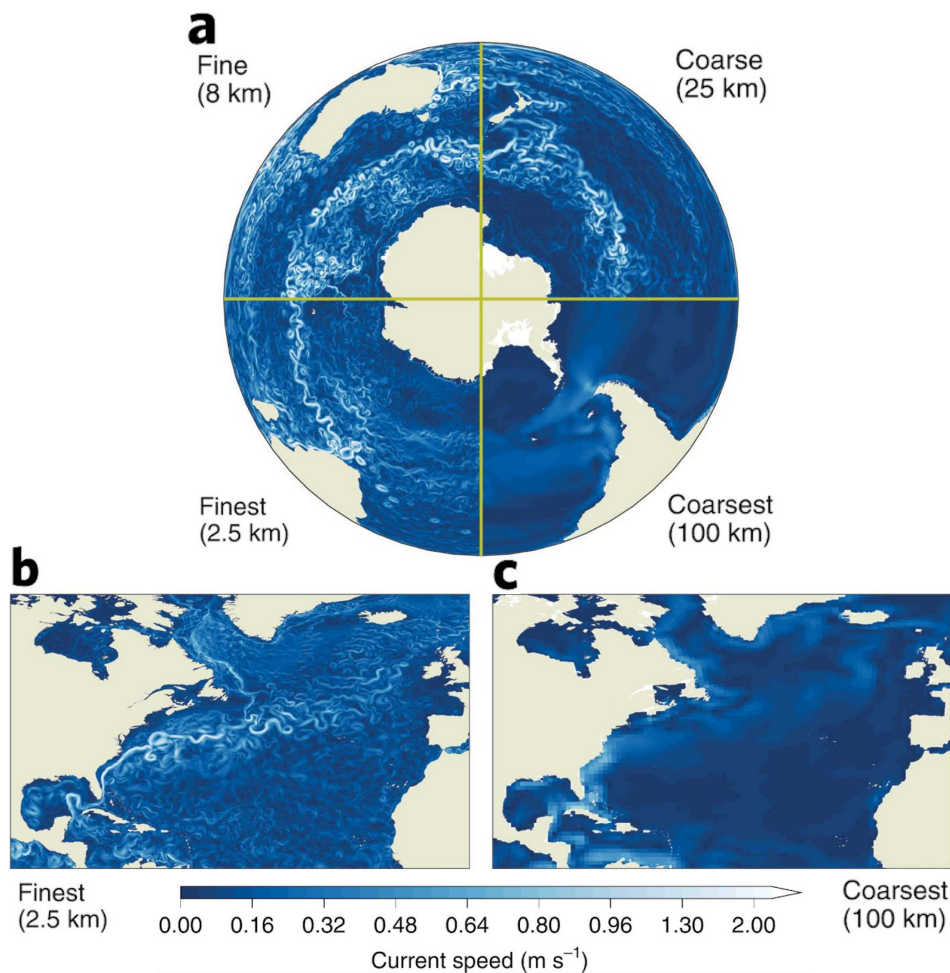 a
Fine
(8 km)
Coarse
(25 km)
Finest
(2.5 km)
Coarsest
(100 km)
b
c
Finest
(2.5 km)
0.00 0.16 0.32 0.48 0.64 0.80 0.96 1.30 2.00
Current speed (m s⁻¹)
Coarsest
(100 km)